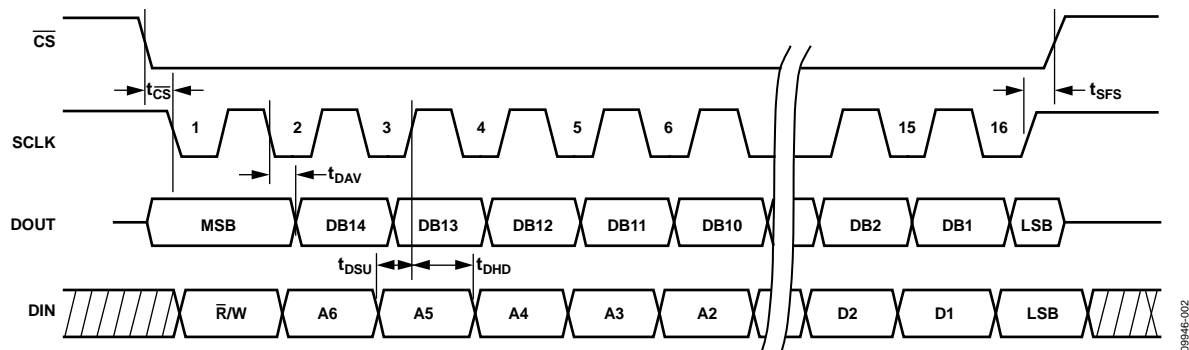 CS
tCS
tSFS
SCLK
1 2 3 4 5 6 15 16
tDAV
DOUT
MSB DB14 DB13 DB12 DB11 DB10 DB2 DB1 LSB
tDSU tDHD
DIN
R/W A6 A5 A4 A3 A2 D2 D1 LSB
09946-002